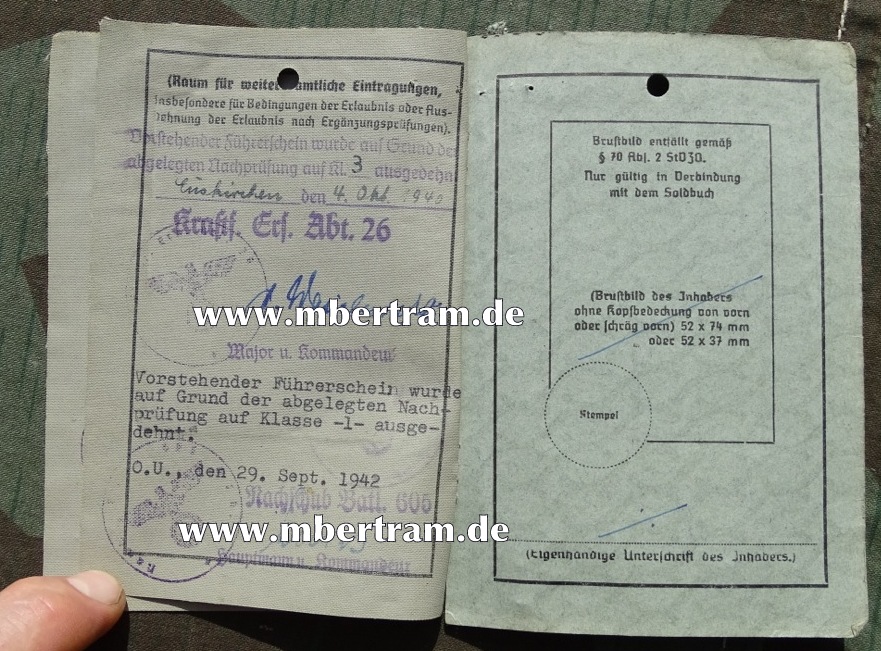 (Raum für weitere amtliche Eintragungen,
insbesondere für Bedingungen der Erlaubnis oder Aus-
dehnung der Erlaubnis nach Ergänzungsprüfungen).
Vorstehender Führerschein wurde auf Grund der
abgelegten Nachprüfung auf Kl. 3 ausgedehnt
Euskirchen den 4. Okt. 1940
Kraftf. Ers. Abt. 26
www.mbertram.de
Major u. Kommandeur
Vorstehender Führerschein wurde
auf Grund der abgelegten Nach-
prüfung auf Klasse -1- ausge-
dehnt.
O.U., den 29. Sept. 1942
Nachschub Batl. 605
www.mbertram.de
Hauptmann u. Kommandeur
Brustbild entfällt gemäß
§ 70 Abs. 2 StVZO.
Nur gültig in Verbindung
mit dem Soldbuch
(Brustbild des Inhabers
ohne Kopfbedeckung von vorn
oder schräg vorn) 52 x 74 mm
oder 52 x 37 mm
Stempel
(Eigenhändige Unterschrift des Inhabers.)